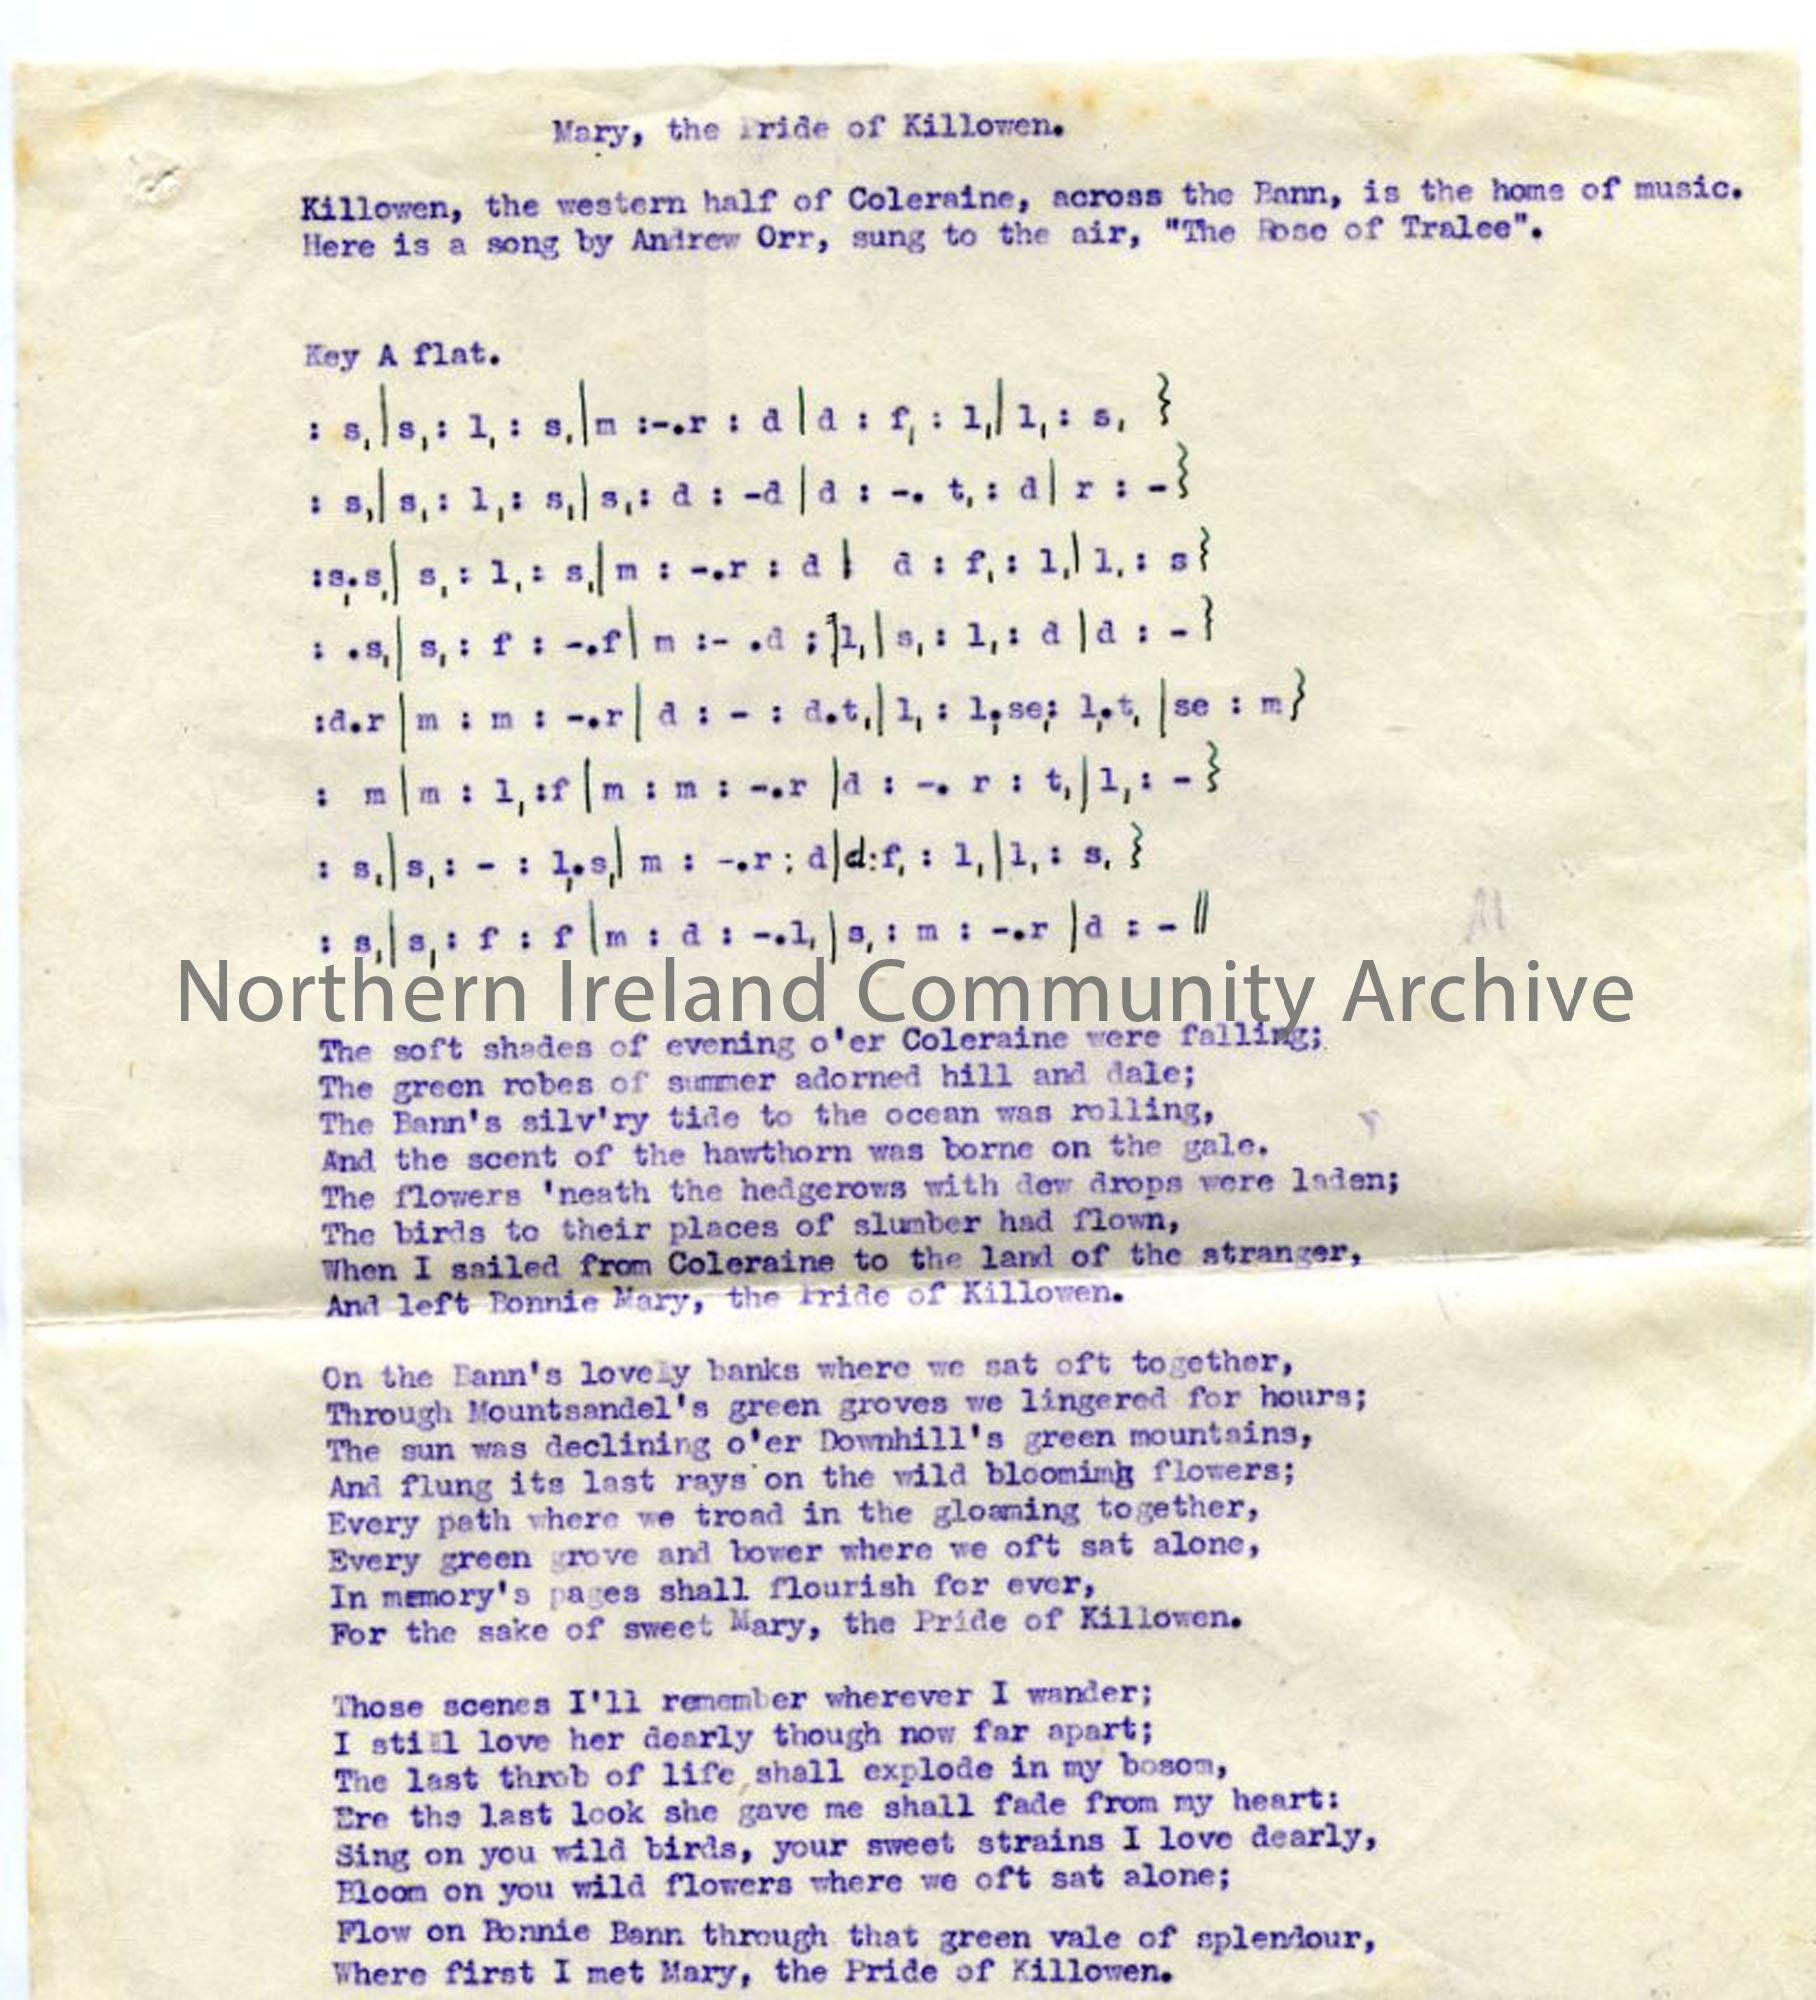 Mary, the Pride of Killowen.
Killowen, the western half of Coleraine, across the Bann, is the home of music.
Here is a song by Andrew Orr, sung to the air, "The Rose of Tralee".
Key A flat.
: s,|s,: l,: s,|m :-.r : d|d : f,: l,|l,: s, }
: s,|s,: l,: s,|s,: d : -d|d : -. t,: d|r : -}
:s,.s,| s,: l,: s,|m : -.r : d | d : f,: l,|l,: s}
: .s,| s,: f : -.f|m :- .d ; l,|s,: l,: d |d : -}
:d.r|m : m : -.r|d : - : d.t,|l, : l,.se,: l,.t, |se : m}
: m|m : l,:f|m : m : -.r |d : -. r : t,|l,: -}
: s,|s,: - : l,.s,| m : -.r : d|d:f, : l,|l, : s, }
: s,|s,: f : f |m : d : -.l,|s,: m : -.r |d : - ||
Northern Ireland Community Archive
The soft shades of evening o'er Coleraine were falling;
The green robes of summer adorned hill and dale;
The Bann's silv'ry tide to the ocean was rolling,
And the scent of the hawthorn was borne on the gale.
The flowers 'neath the hedgerows with dew drops were laden;
The birds to their places of slumber had flown,
When I sailed from Coleraine to the land of the stranger,
And left Bonnie Mary, the Pride of Killowen.
On the Bann's lovely banks where we sat oft together,
Through Mountsandel's green groves we lingered for hours;
The sun was declining o'er Downhill's green mountains,
And flung its last rays on the wild blooming flowers;
Every path where we troad in the gloaming together,
Every green grove and bower where we oft sat alone,
In memory's pages shall flourish for ever,
For the sake of sweet Mary, the Pride of Killowen.
Those scenes I'll remember wherever I wander;
I still love her dearly though now far apart;
The last throb of life shall explode in my bosom,
Ere the last look she gave me shall fade from my heart:
Sing on you wild birds, your sweet strains I love dearly,
Bloom on you wild flowers where we oft sat alone;
Flow on Bonnie Bann through that green vale of splendour,
Where first I met Mary, the Pride of Killowen.